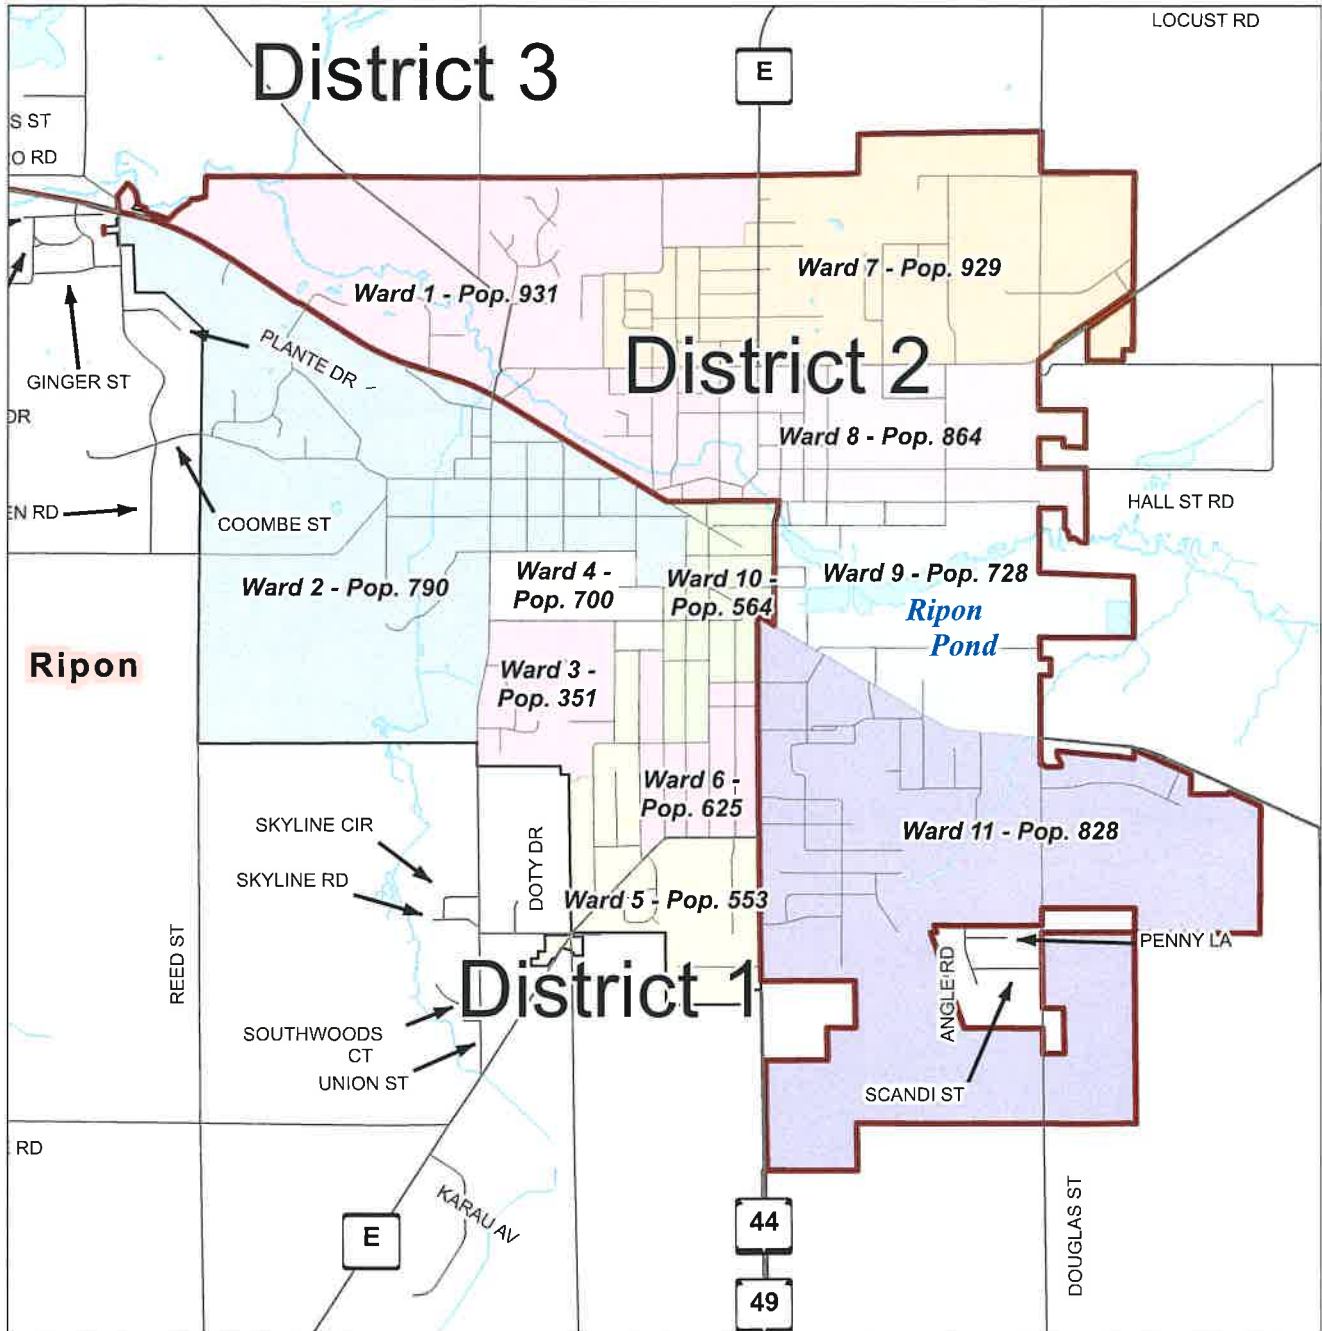 LOCUST RD
District 3
E
S ST
O RD
Ward 7 - Pop. 929
Ward 1 - Pop. 931
PLANTE DR
District 2
GINGER ST
DR
Ward 8 - Pop. 864
EN RD
COOMBE ST
HALL ST RD
Ward 2 - Pop. 790
Ward 4 -
Pop. 700
Ward 10 -
Pop. 564
Ward 9 - Pop. 728
Ripon
Pond
Ripon
Ward 3 -
Pop. 351
Ward 6 -
Pop. 625
SKYLINE CIR
Ward 11 - Pop. 828
SKYLINE RD
DOTY DR
Ward 5 - Pop. 553
REED ST
District 1
ANGLE RD
PENNY LA
SOUTHWOODS
CT
UNION ST
SCANDI ST
RD
KARAU AV
E
44
DOUGLAS ST
49